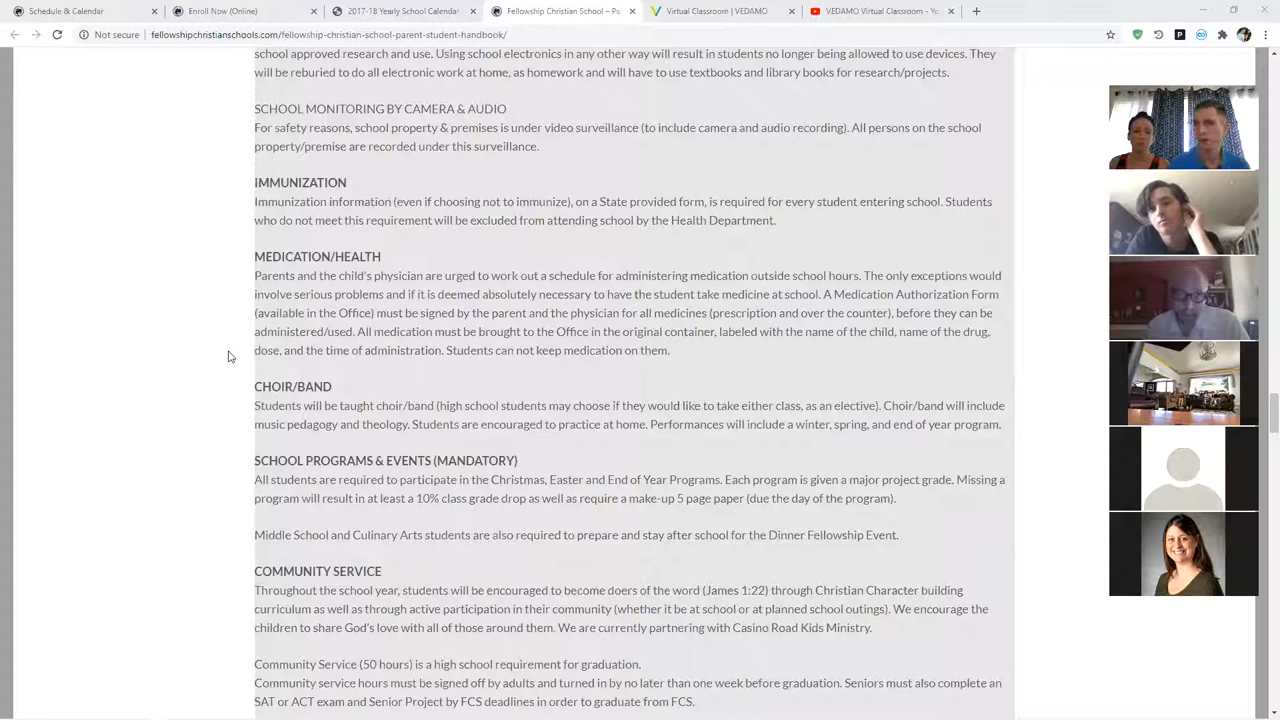 Schedule & Calendar
Enroll Now (Online)
2017-18 Yearly School Calendar
Fellowship Christian School – Pa
Virtual Classroom | VEDAMO
VEDAMO Virtual Classroom - Yo
Not secure
fellowshipchristianschools.com/fellowship-christian-school-parent-student-handbook/
school approved research and use. Using school electronics in any other way will result in students no longer being allowed to use devices. They
will be reburied to do all electronic work at home, as homework and will have to use textbooks and library books for research/projects.
SCHOOL MONITORING BY CAMERA & AUDIO
For safety reasons, school property & premises is under video surveillance (to include camera and audio recording). All persons on the school
property/premise are recorded under this surveillance.
IMMUNIZATION
Immunization information (even if choosing not to immunize), on a State provided form, is required for every student entering school. Students
who do not meet this requirement will be excluded from attending school by the Health Department.
MEDICATION/HEALTH
Parents and the child's physician are urged to work out a schedule for administering medication outside school hours. The only exceptions would
involve serious problems and if it is deemed absolutely necessary to have the student take medicine at school. A Medication Authorization Form
(available in the Office) must be signed by the parent and the physician for all medicines (prescription and over the counter), before they can be
administered/used. All medication must be brought to the Office in the original container, labeled with the name of the child, name of the drug,
dose, and the time of administration. Students can not keep medication on them.
CHOIR/BAND
Students will be taught choir/band (high school students may choose if they would like to take either class, as an elective). Choir/band will include
music pedagogy and theology. Students are encouraged to practice at home. Performances will include a winter, spring, and end of year program.
SCHOOL PROGRAMS & EVENTS (MANDATORY)
All students are required to participate in the Christmas, Easter and End of Year Programs. Each program is given a major project grade. Missing a
program will result in at least a 10% class grade drop as well as require a make-up 5 page paper (due the day of the program).
Middle School and Culinary Arts students are also required to prepare and stay after school for the Dinner Fellowship Event.
COMMUNITY SERVICE
Throughout the school year, students will be encouraged to become doers of the word (James 1:22) through Christian Character building
curriculum as well as through active participation in their community (whether it be at school or at planned school outings). We encourage the
children to share God's love with all of those around them. We are currently partnering with Casino Road Kids Ministry.
Community Service (50 hours) is a high school requirement for graduation.
Community service hours must be signed off by adults and turned in by no later than one week before graduation. Seniors must also complete an
SAT or ACT exam and Senior Project by FCS deadlines in order to graduate from FCS.